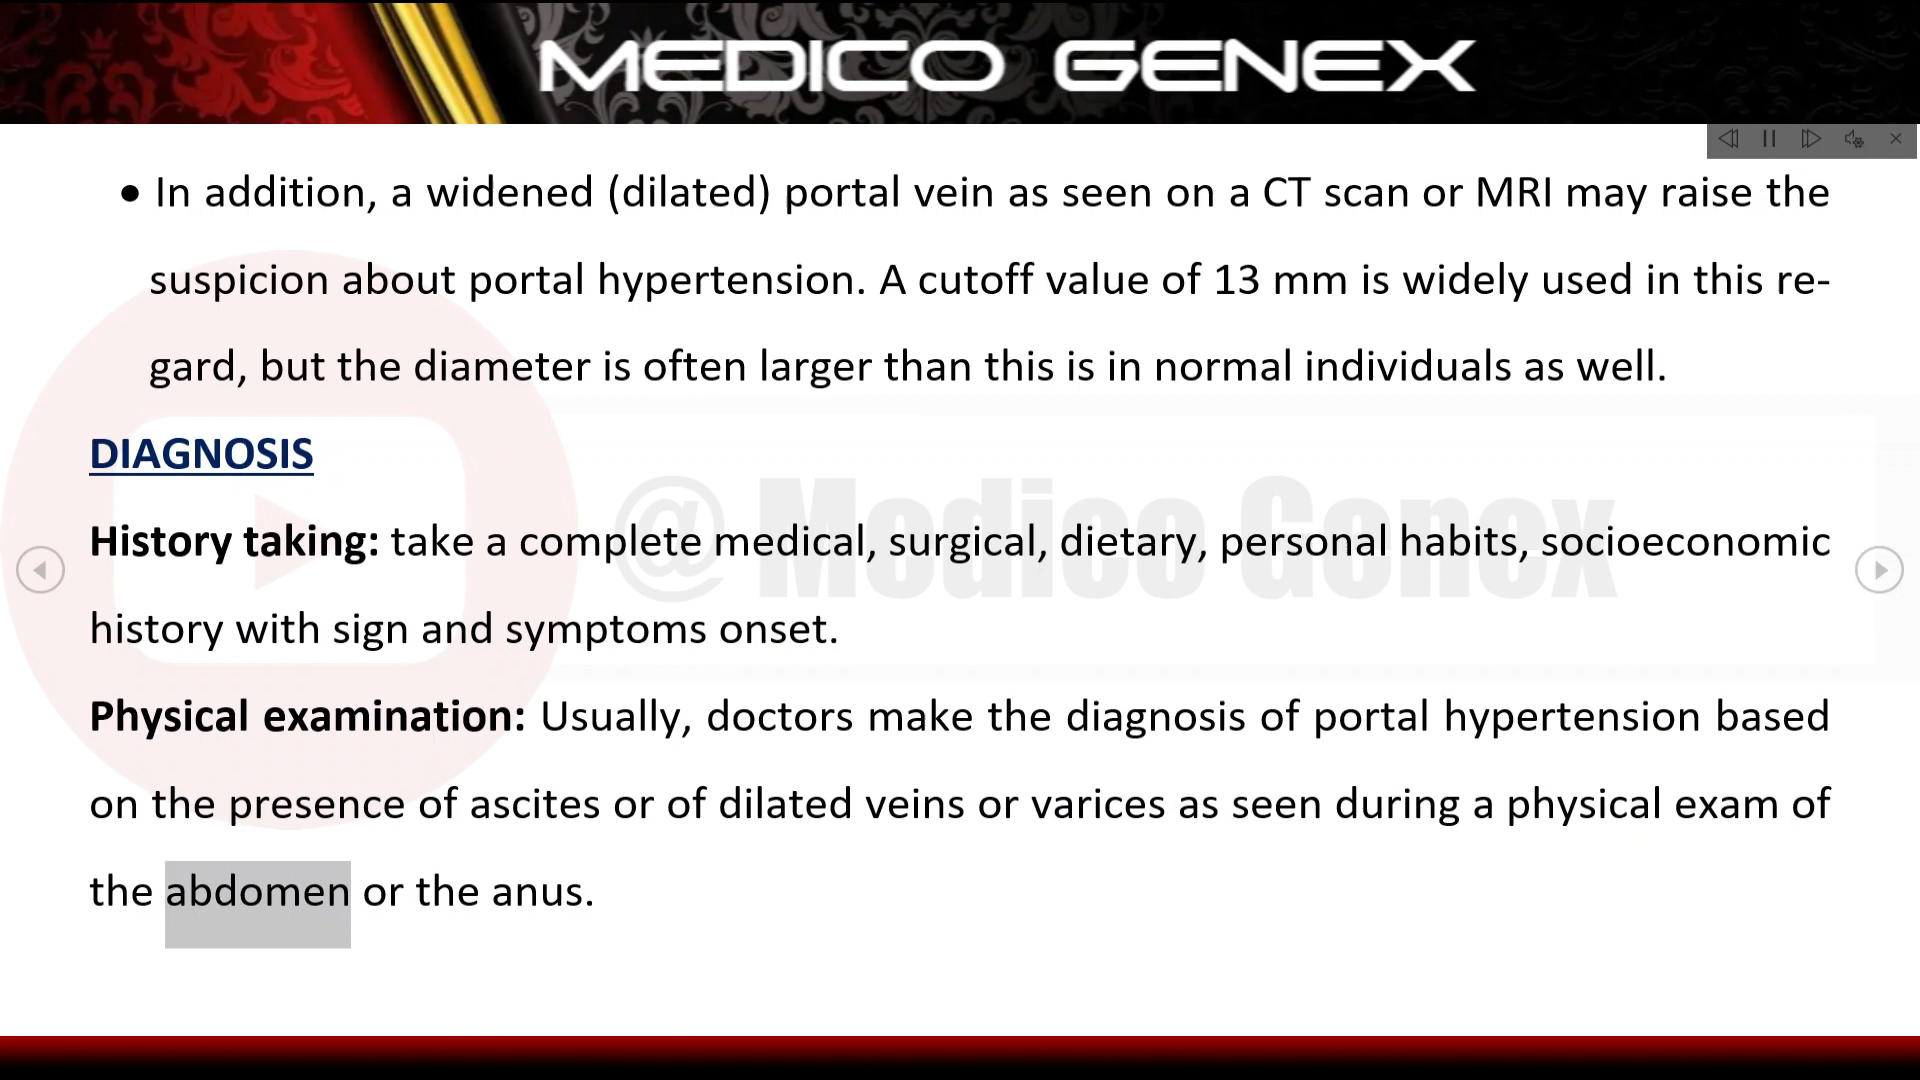 MEDICO GENEX
• In addition, a widened (dilated) portal vein as seen on a CT scan or MRI may raise the
suspicion about portal hypertension. A cutoff value of 13 mm is widely used in this re-
gard, but the diameter is often larger than this is in normal individuals as well.
DIAGNOSIS
@ Medico Genex
History taking: take a complete medical, surgical, dietary, personal habits, socioeconomic
history with sign and symptoms onset.
Physical examination: Usually, doctors make the diagnosis of portal hypertension based
on the presence of ascites or of dilated veins or varices as seen during a physical exam of
the abdomen or the anus.